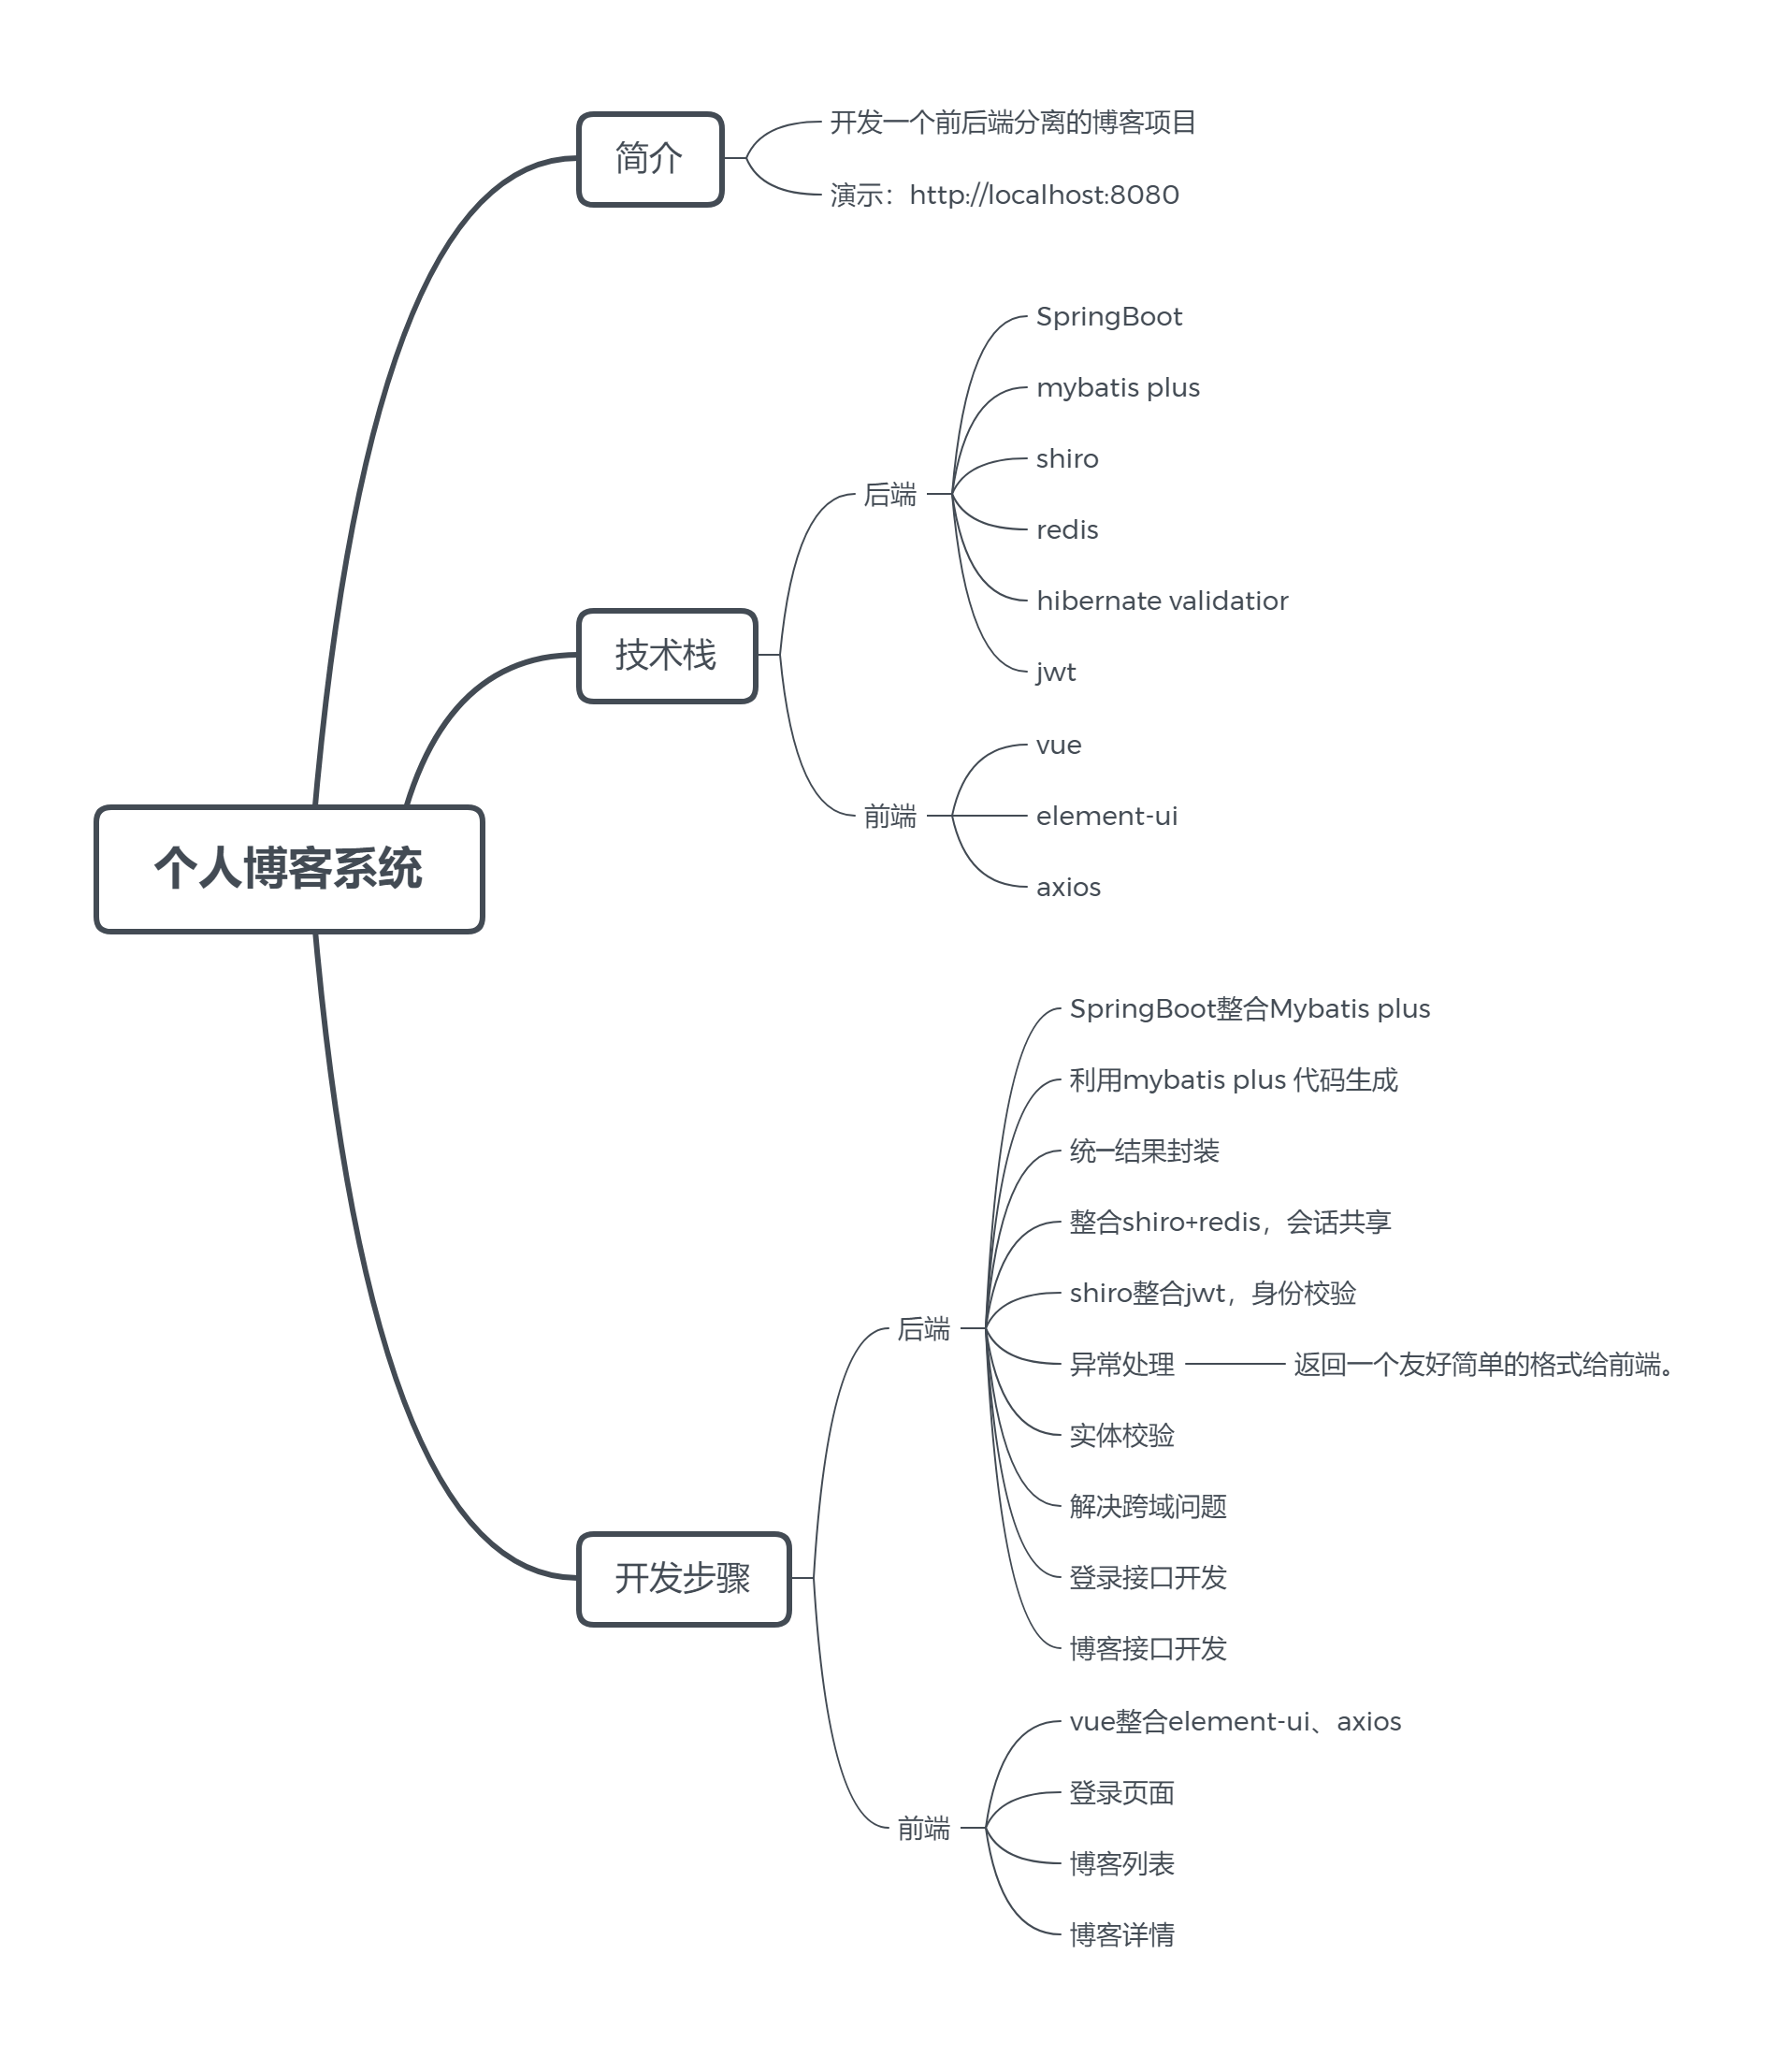 个人博客系统
简介
开发一个前后端分离的博客项目
演示：http://localhost:8080
技术栈
后端
SpringBoot
mybatis plus
shiro
redis
hibernate validatior
jwt
前端
vue
element-ui
axios
开发步骤
后端
SpringBoot整合Mybatis plus
利用mybatis plus 代码生成
统一结果封装
整合shiro+redis，会话共享
shiro整合jwt，身份校验
异常处理
返回一个友好简单的格式给前端。
实体校验
解决跨域问题
登录接口开发
博客接口开发
前端
vue整合element-ui、axios
登录页面
博客列表
博客详情